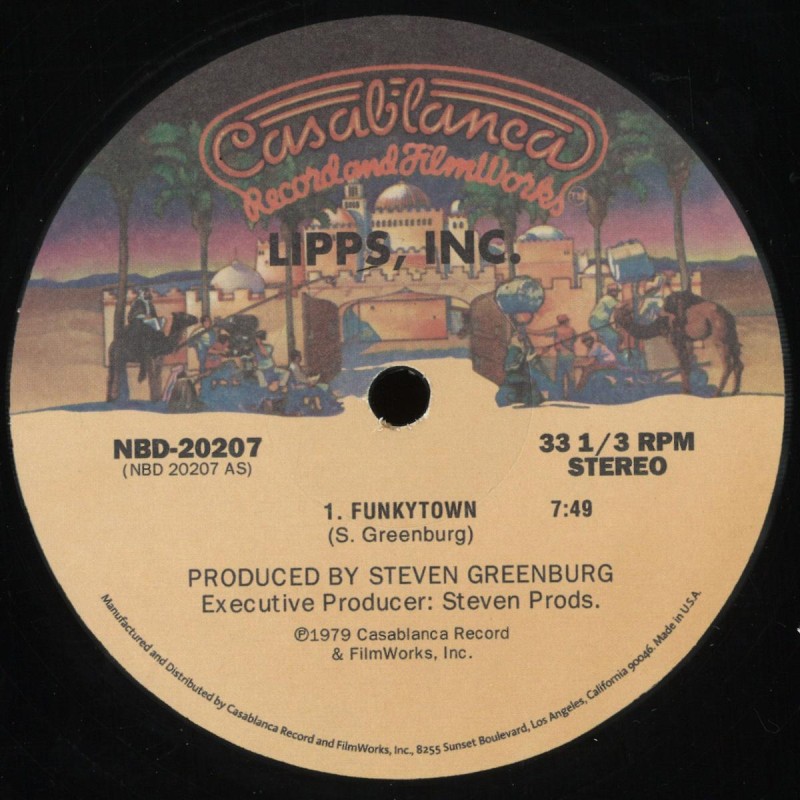 Casablanca
Record and FilmWorks
TM
LIPPS, INC.
NBD-20207
(NBD 20207 AS)
33 1/3 RPM
STEREO
1. FUNKYTOWN 7:49
(S. Greenburg)
PRODUCED BY STEVEN GREENBURG
Executive Producer: Steven Prods.
℗1979 Casablanca Record
& FilmWorks, Inc.
Manufactured and Distributed by Casablanca Record and FilmWorks, Inc., 8255 Sunset Boulevard, Los Angeles, California 90046. Made in U.S.A.